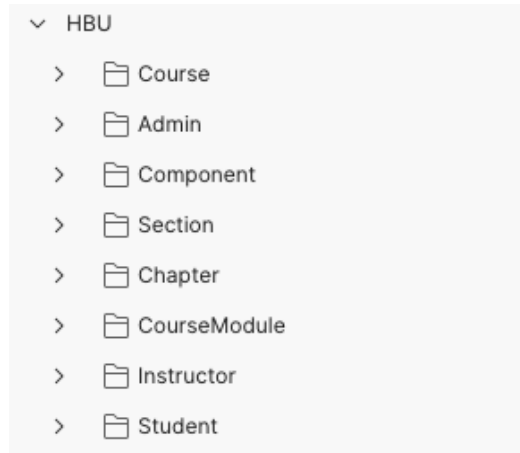 HBU
Course
Admin
Component
Section
Chapter
CourseModule
Instructor
Student